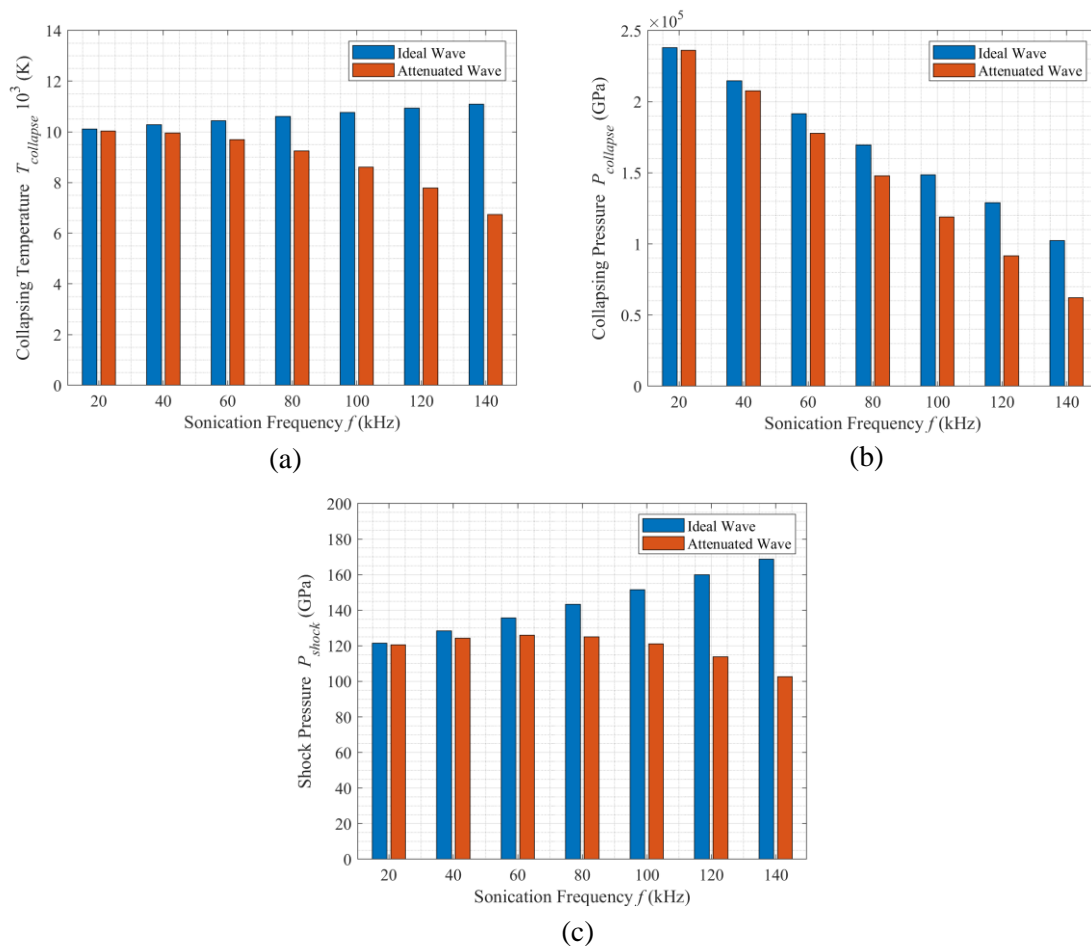 14
12
10
8
6
4
2
0
Collapsing Temperature T_collapse 10^3 (K)
Ideal Wave
Attenuated Wave
20 40 60 80 100 120 140
Sonication Frequency f (kHz)
(a)
×10^5
2.5
2
1.5
1
0.5
0
Collapsing Pressure P_collapse (GPa)
Ideal Wave
Attenuated Wave
20 40 60 80 100 120 140
Sonication Frequency f (kHz)
(b)
200
180
160
140
120
100
80
60
40
20
0
Shock Pressure P_shock (GPa)
Ideal Wave
Attenuated Wave
20 40 60 80 100 120 140
Sonication Frequency f (kHz)
(c)